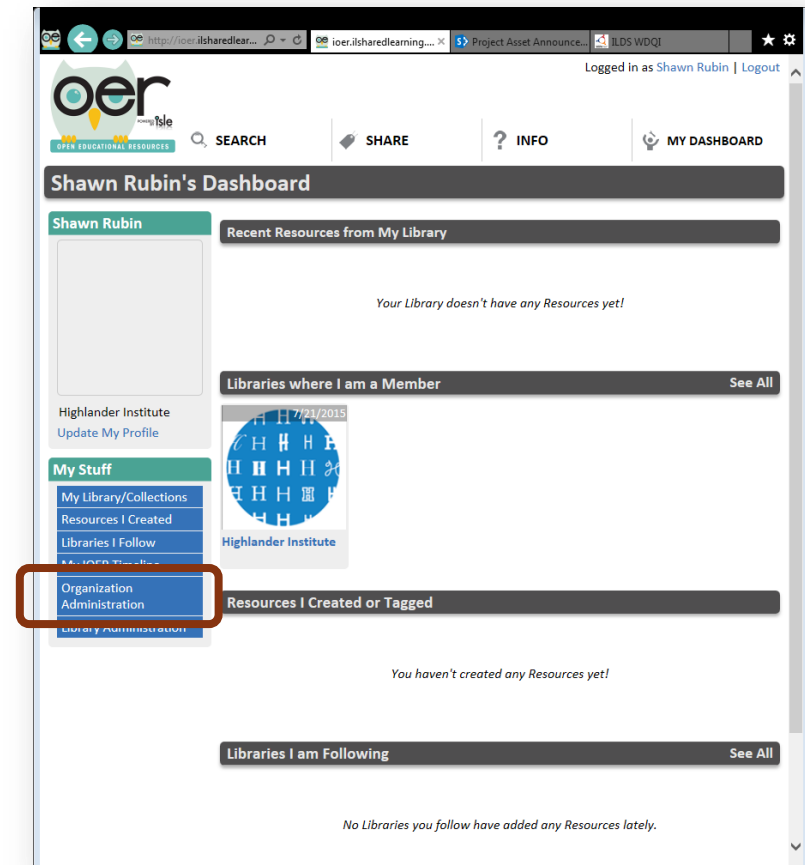 http://ioer.ilsharedlear...
ioer.ilsharedlearning....
Project Asset Announce...
ILDS WDQI
Logged in as Shawn Rubin | Logout
oer
POWERED BY isle
OPEN EDUCATIONAL RESOURCES
SEARCH
SHARE
? INFO
MY DASHBOARD
Shawn Rubin's Dashboard
Shawn Rubin
Highlander Institute
Update My Profile
My Stuff
My Library/Collections
Resources I Created
Libraries I Follow
My IOER Timeline
Organization
Administration
Library Administration
Recent Resources from My Library
Your Library doesn't have any Resources yet!
Libraries where I am a Member
See All
7/21/2015
H H
H H H H
H H H H H
H H H H
H H
Highlander Institute
Resources I Created or Tagged
You haven't created any Resources yet!
Libraries I am Following
See All
No Libraries you follow have added any Resources lately.